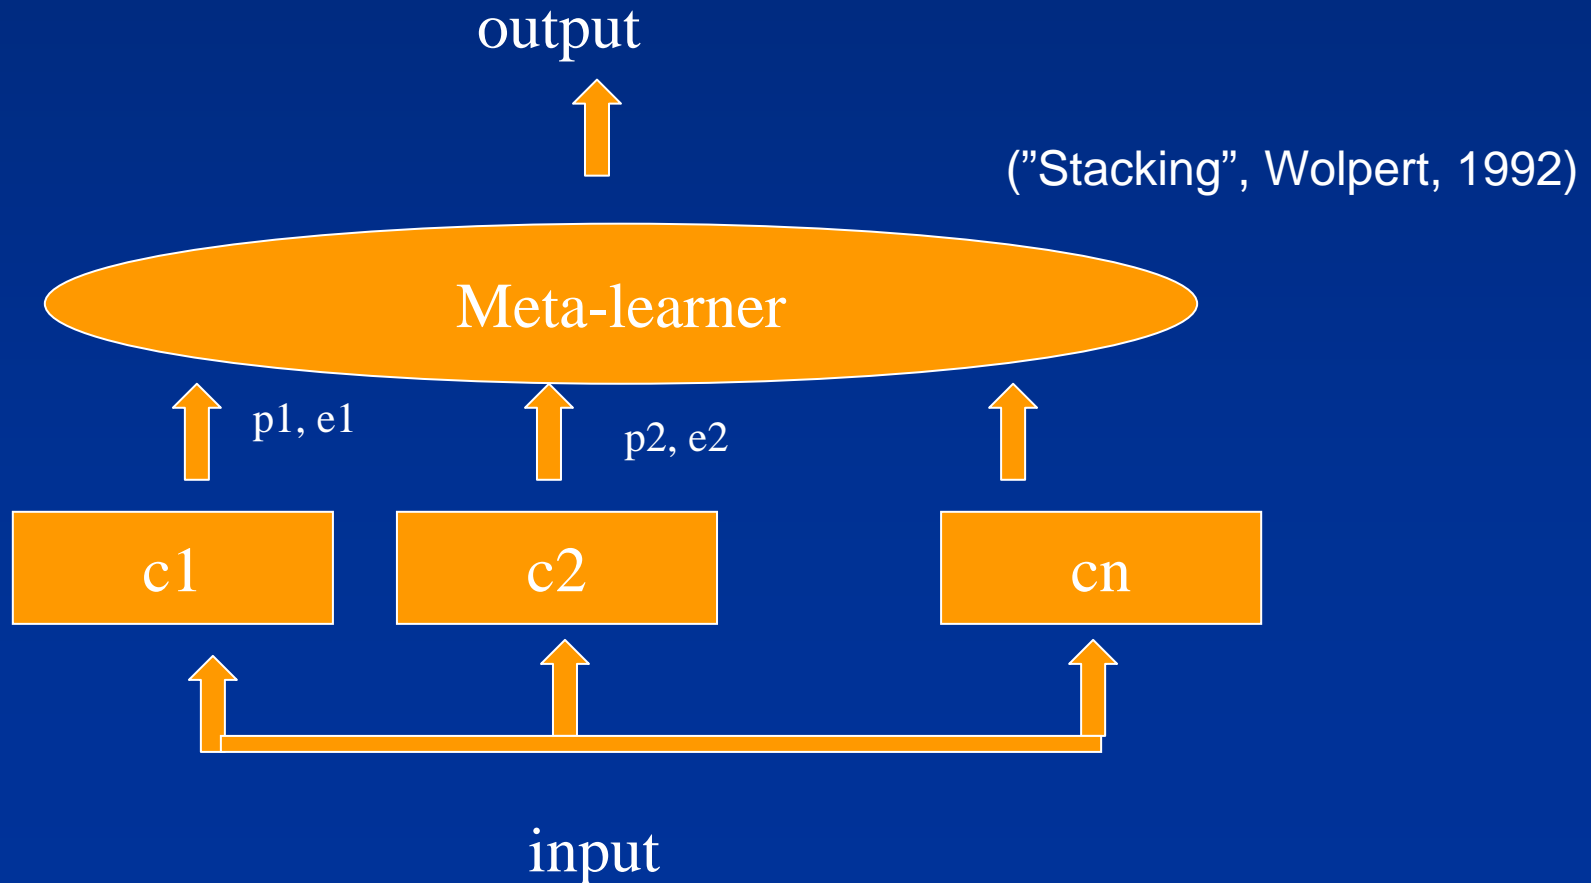 output
(”Stacking”, Wolpert, 1992)
Meta-learner
p1, e1
p2, e2
c1
c2
cn
input